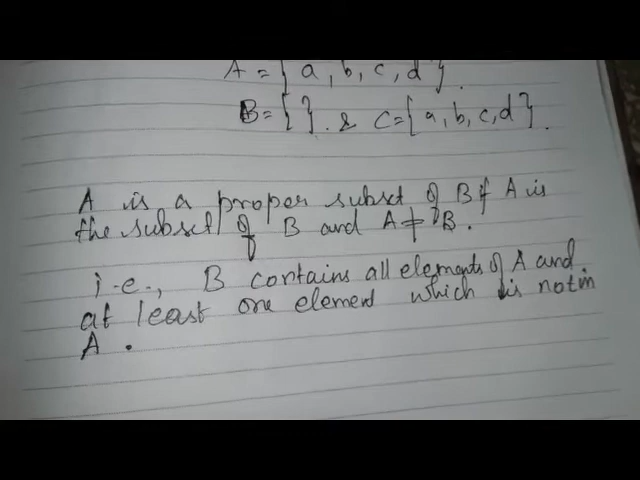 A = { a, b, c, d }.
B = { }. & C = { a, b, c, d }.
A is a proper subset of B if A is
the subset of B and A ≠ B.
i.e., B contains all elements of A and
at least one element which is not in
A.